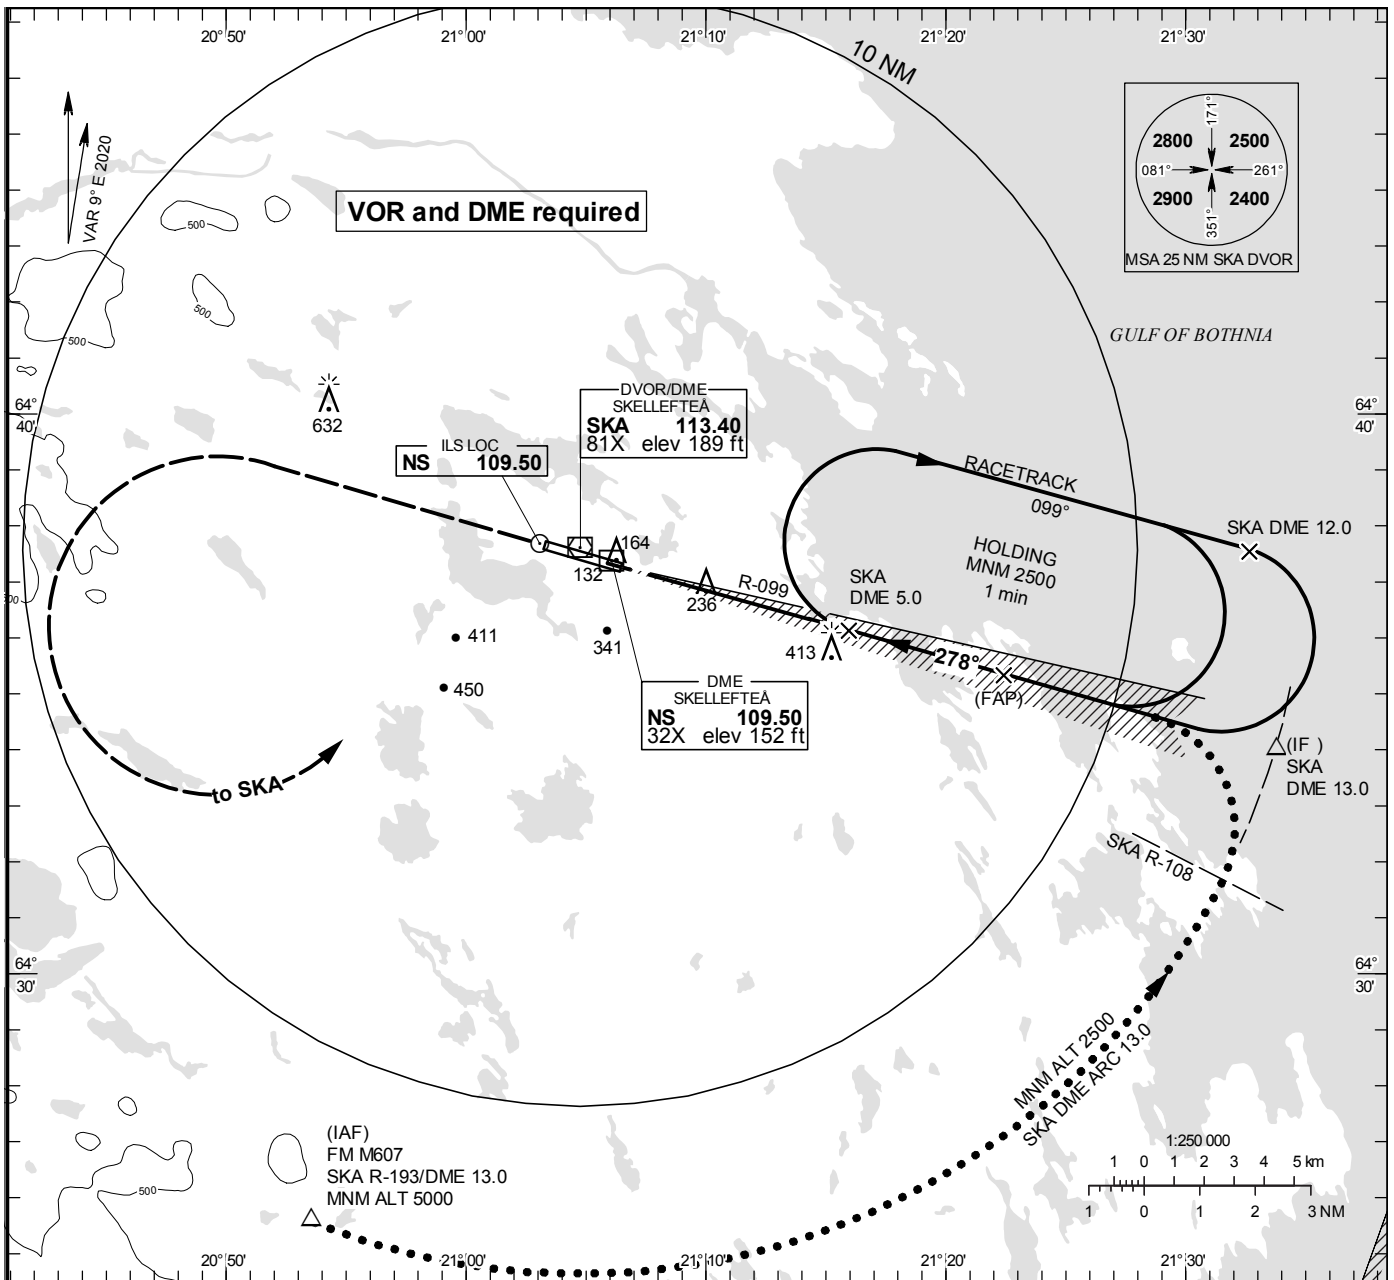 20°50' 21°00' 21°10' 21°20' 21°30'
10 NM
VAR 9° E 2020
VOR and DME required
171°
2800 2500
081° 261°
2900 2400
351°
MSA 25 NM SKA DVOR
500
500
500
GULF OF BOTHNIA
64°
40'
64°
40'
632
DVOR/DME
SKELLEFTEÅ
SKA 113.40
81X elev 189 ft
ILS LOC
NS 109.50
RACETRACK
099°
SKA DME 12.0
HOLDING
MNM 2500
1 min
164
132
R-099
236
SKA
DME 5.0
411
341
413
278°
(FAP)
450
DME
SKELLEFTEÅ
NS 109.50
32X elev 152 ft
(IF )
SKA
DME 13.0
to SKA
SKA R-108
64°
30'
64°
30'
MNM ALT 2500
SKA DME ARC 13.0
(IAF)
FM M607
SKA R-193/DME 13.0
MNM ALT 5000
500
1:250 000
1 0 1 2 3 4 5 km
1 0 1 2 3 NM
20°50' 21°00' 21°10' 21°20' 21°30'